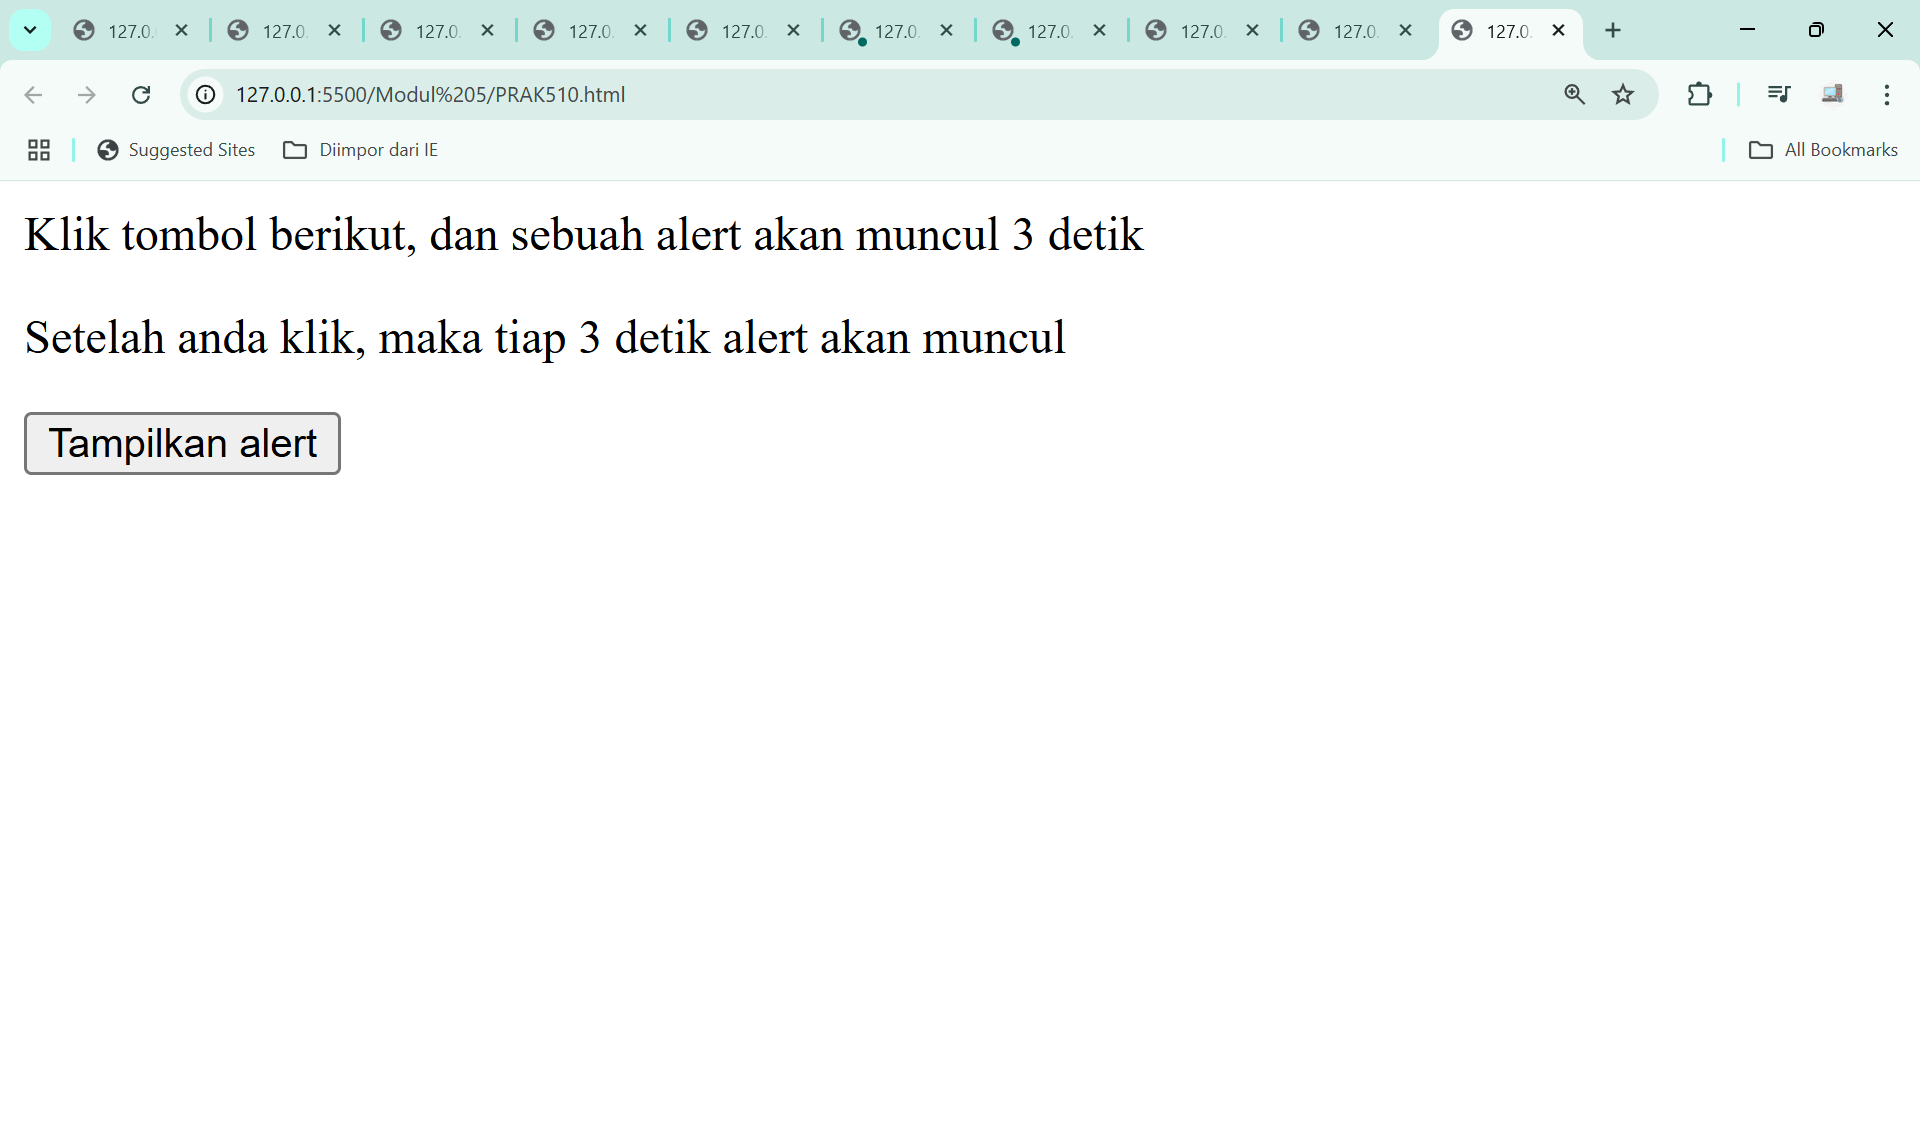 127.0. 127.0. 127.0. 127.0. 127.0. 127.0. 127.0. 127.0. 127.0. 127.0.
127.0.0.1:5500/Modul%205/PRAK510.html
Suggested Sites Diimpor dari IE All Bookmarks
Klik tombol berikut, dan sebuah alert akan muncul 3 detik
Setelah anda klik, maka tiap 3 detik alert akan muncul
Tampilkan alert